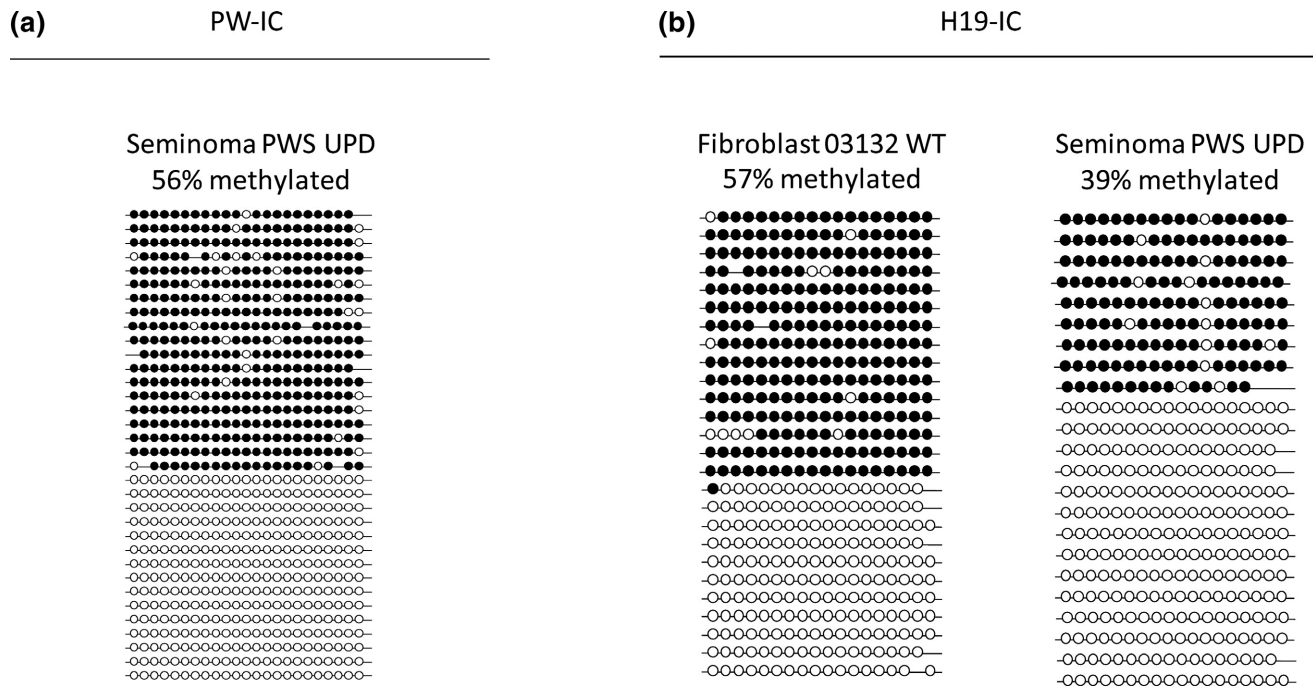 (a) PW-IC
Seminoma PWS UPD
56% methylated
(b) H19-IC
Fibroblast 03132 WT
57% methylated
Seminoma PWS UPD
39% methylated